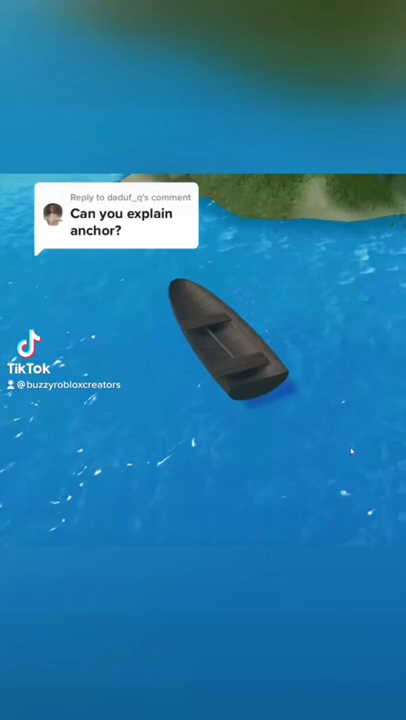 Reply to daduf_q's comment
Can you explain
anchor?
TikTok
@buzzyrobloxcreators